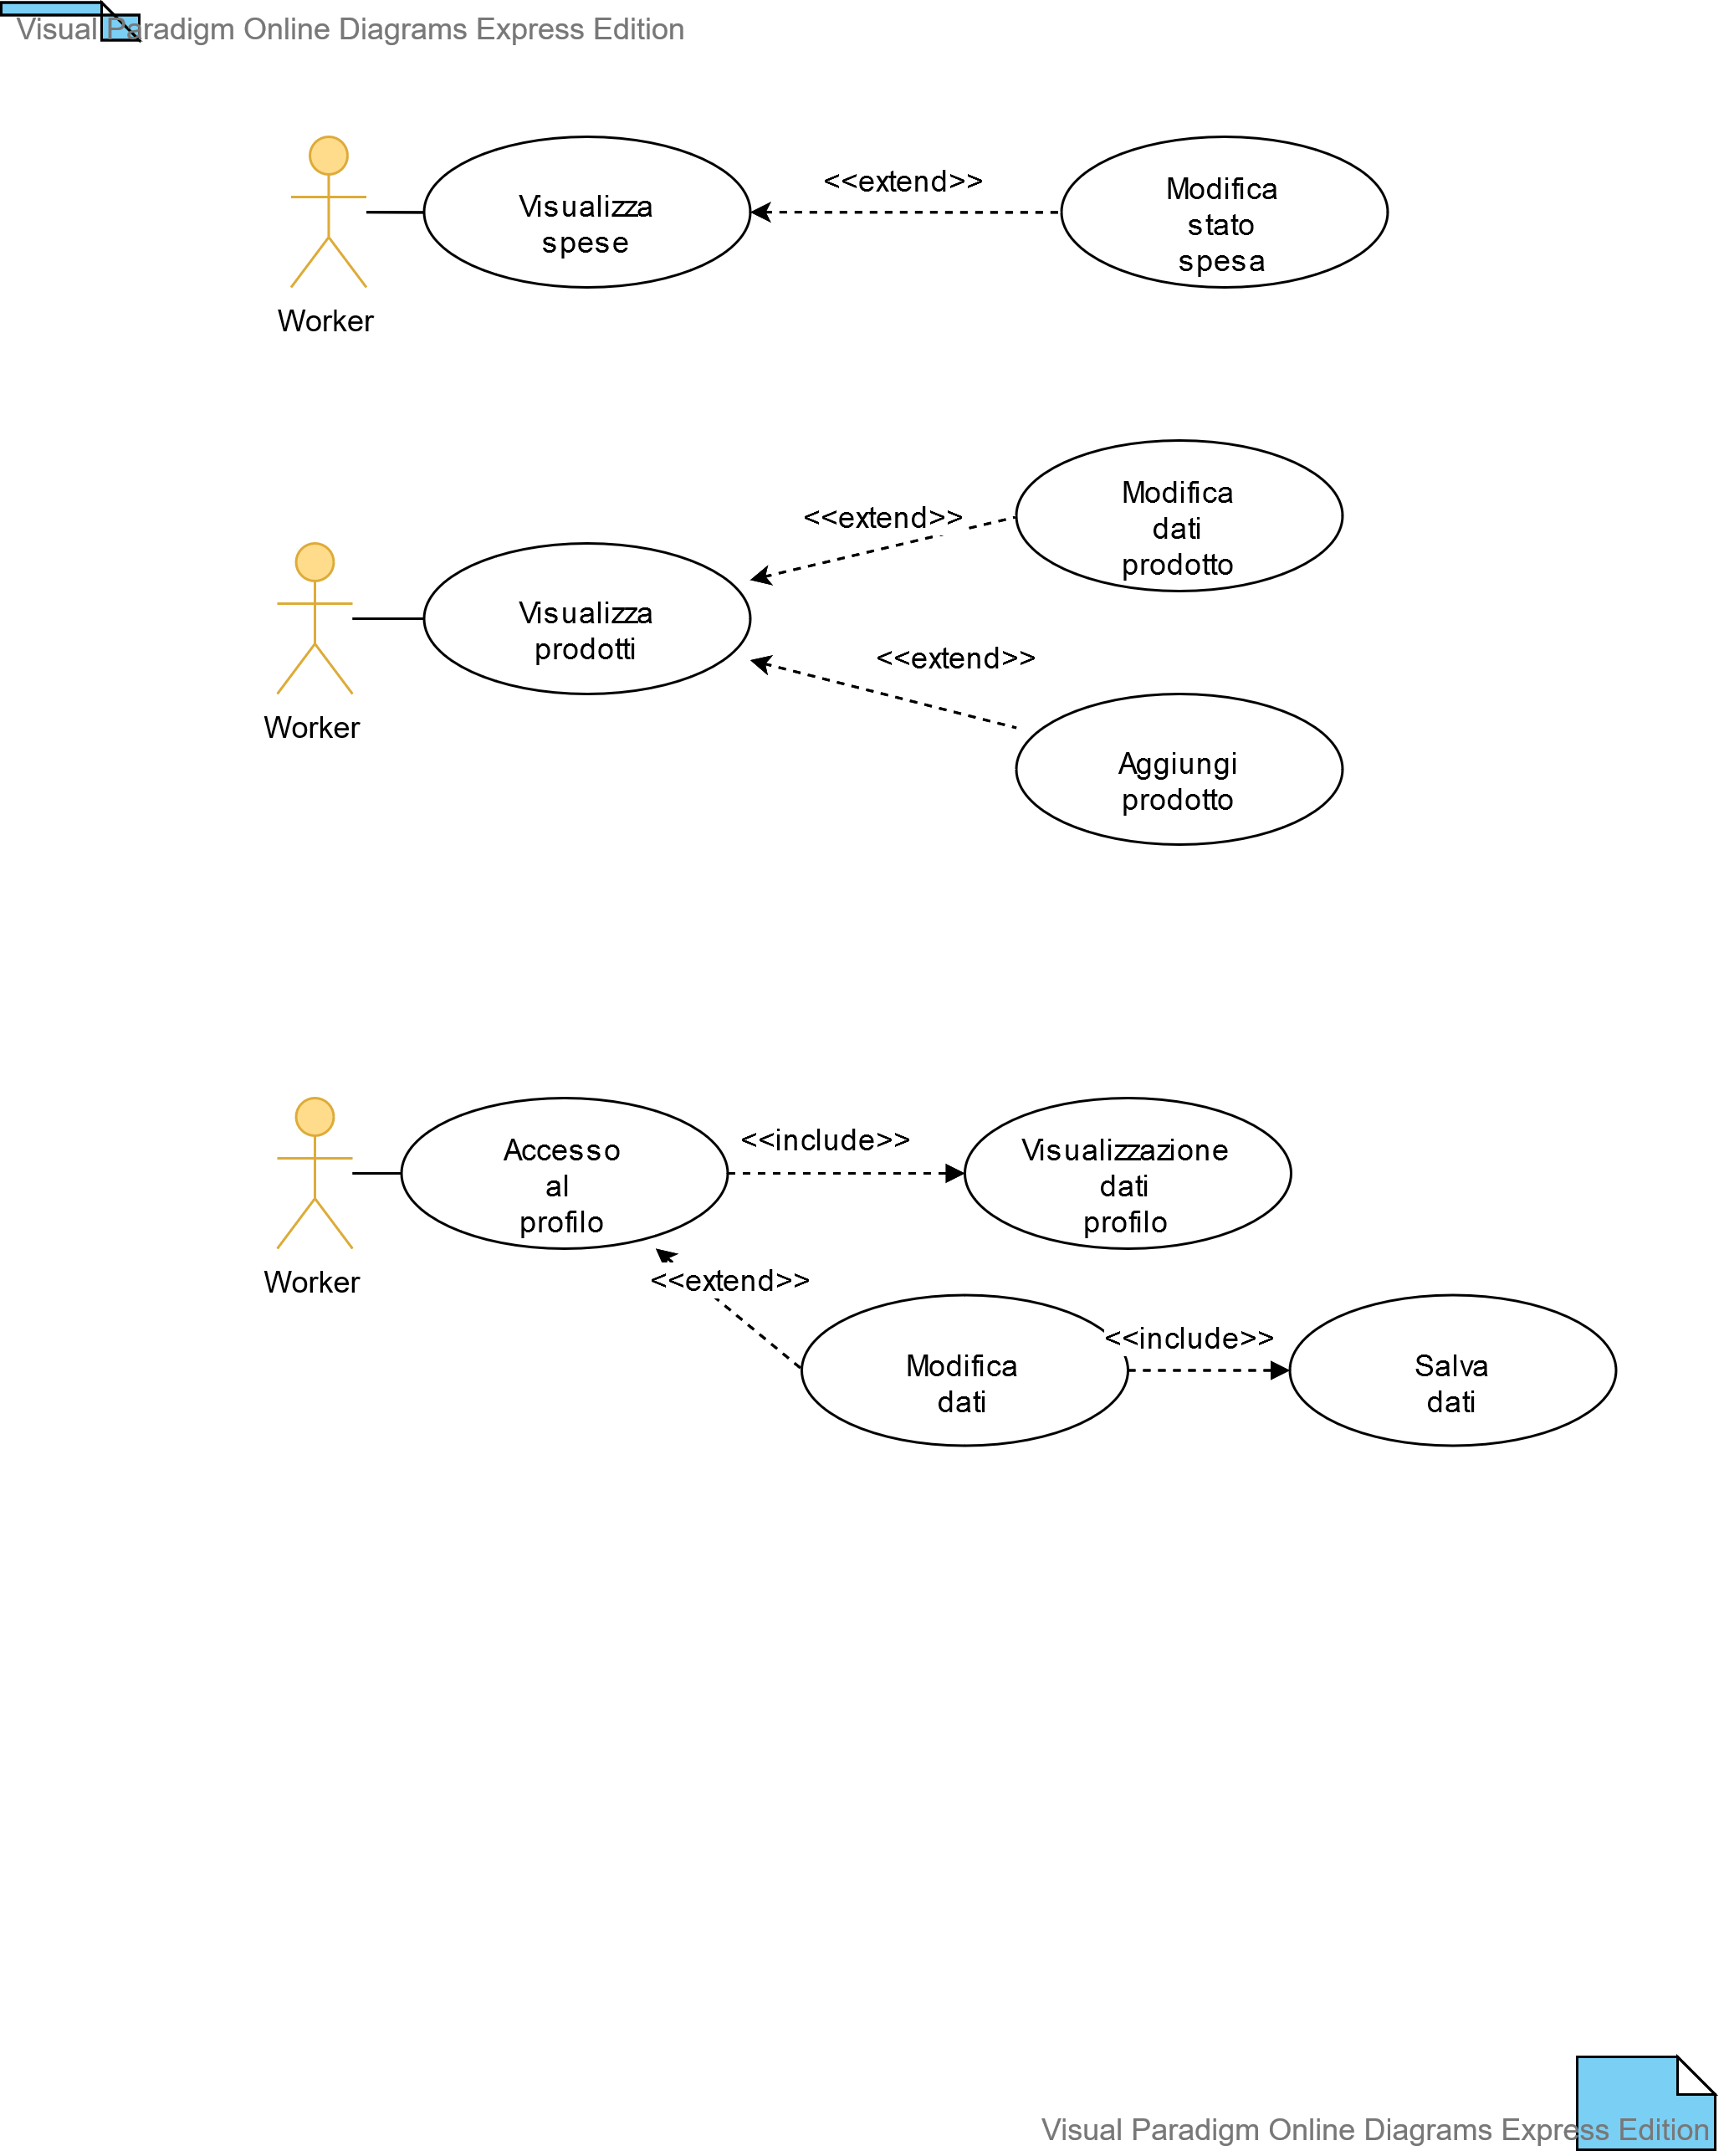 Visual Paradigm Online Diagrams Express Edition
Visualizza
spese
<<extend>>
Modifica
stato
spesa
Worker
Visualizza
prodotti
<<extend>>
Modifica
dati
prodotto
<<extend>>
Aggiungi
prodotto
Worker
Accesso
al
profilo
<<include>>
Visualizzazione
dati
profilo
Worker
<<extend>>
Modifica
dati
<<include>>
Salva
dati
Visual Paradigm Online Diagrams Express Edition